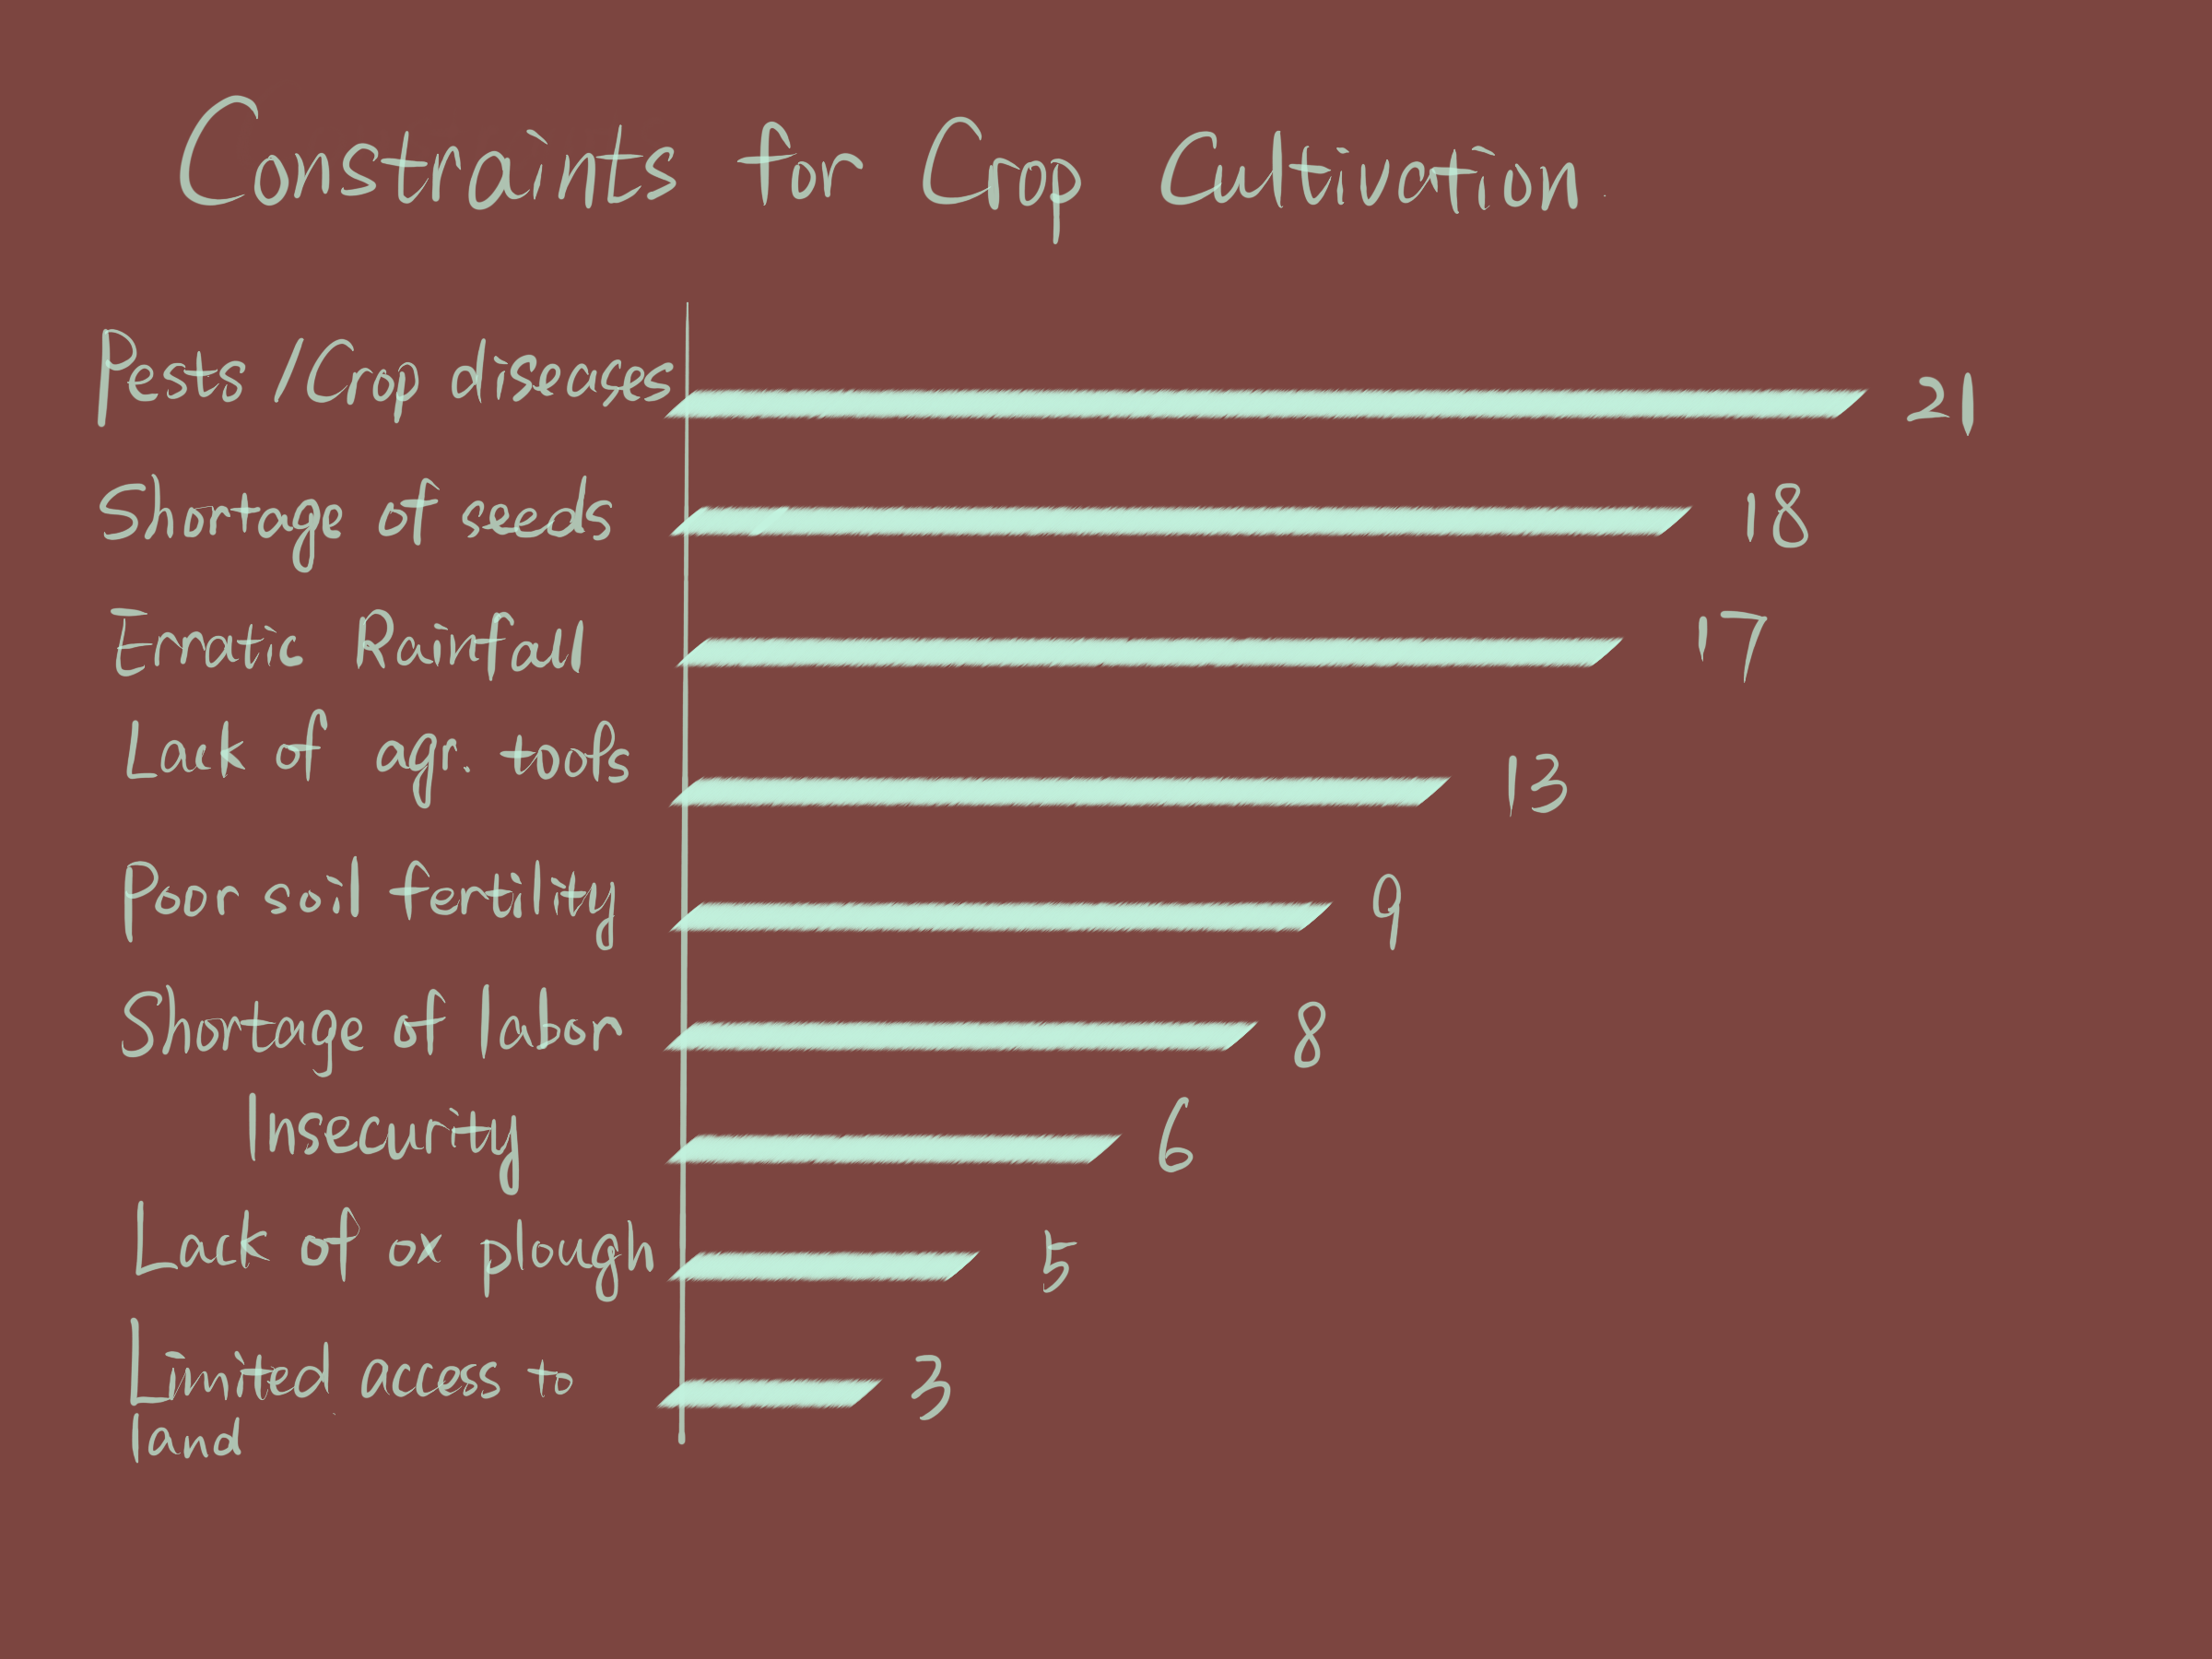 Constraints for Crop Cultivation
Pests / Crop diseases 21
Shortage of seeds 18
Erratic Rainfall 17
Lack of agr. tools 13
Poor soil fertility 9
Shortage of labor 8
Insecurity 6
Lack of ox plough 5
Limited access to 3
land